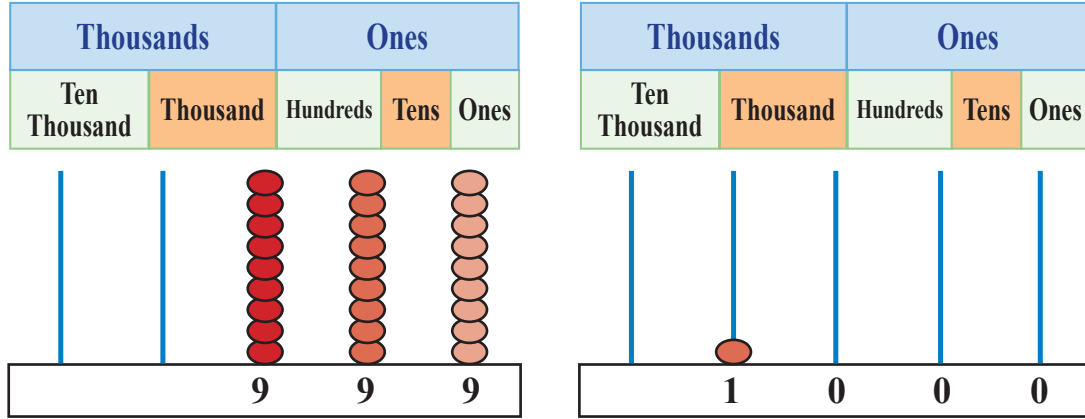 Thousands Ones
Ten Thousand Thousand Hundreds Tens Ones
9 9 9
Thousands Ones
Ten Thousand Thousand Hundreds Tens Ones
1 0 0 0